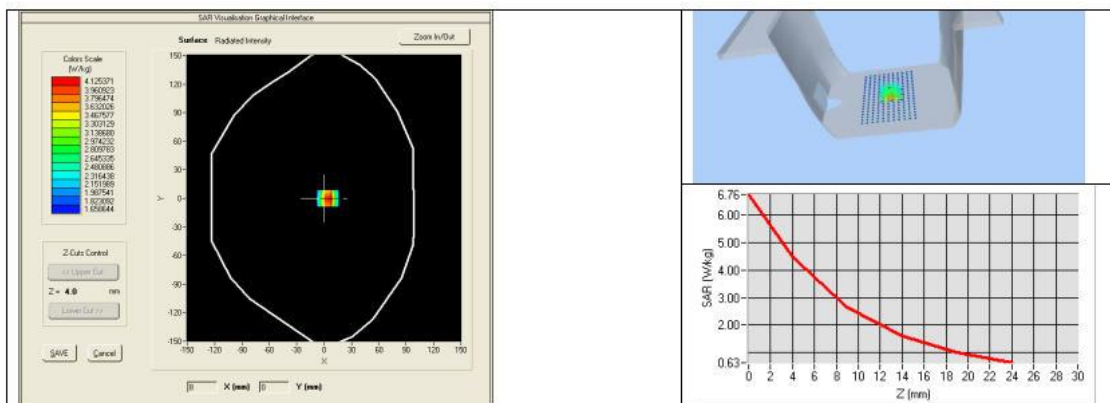 SAR Visualisation Graphical Interface
Surface Radiated Intensity
Zoom In/Out
Colors Scale
(W/kg)
4.125371
3.960923
3.796474
3.632026
3.467577
3.303129
3.138680
2.974232
2.809783
2.645335
2.480886
2.316438
2.151989
1.987541
1.823092
1.658644
Z-Cuts Control
<< Upper Cut
Z = 4.0 mm
Lower Cut >>
SAVE Cancel
150
120
90
60
30
0
-30
-60
-90
-120
-150
Y
-150 -120 -90 -60 -30 0 30 60 90 120 150
X
0 X (mm) 0 Y (mm)
6.76
6.00
5.00
4.00
3.00
2.00
0.63
SAR (W/kg)
0 2 4 6 8 10 12 14 16 18 20 22 24 26 28 30
Z (mm)